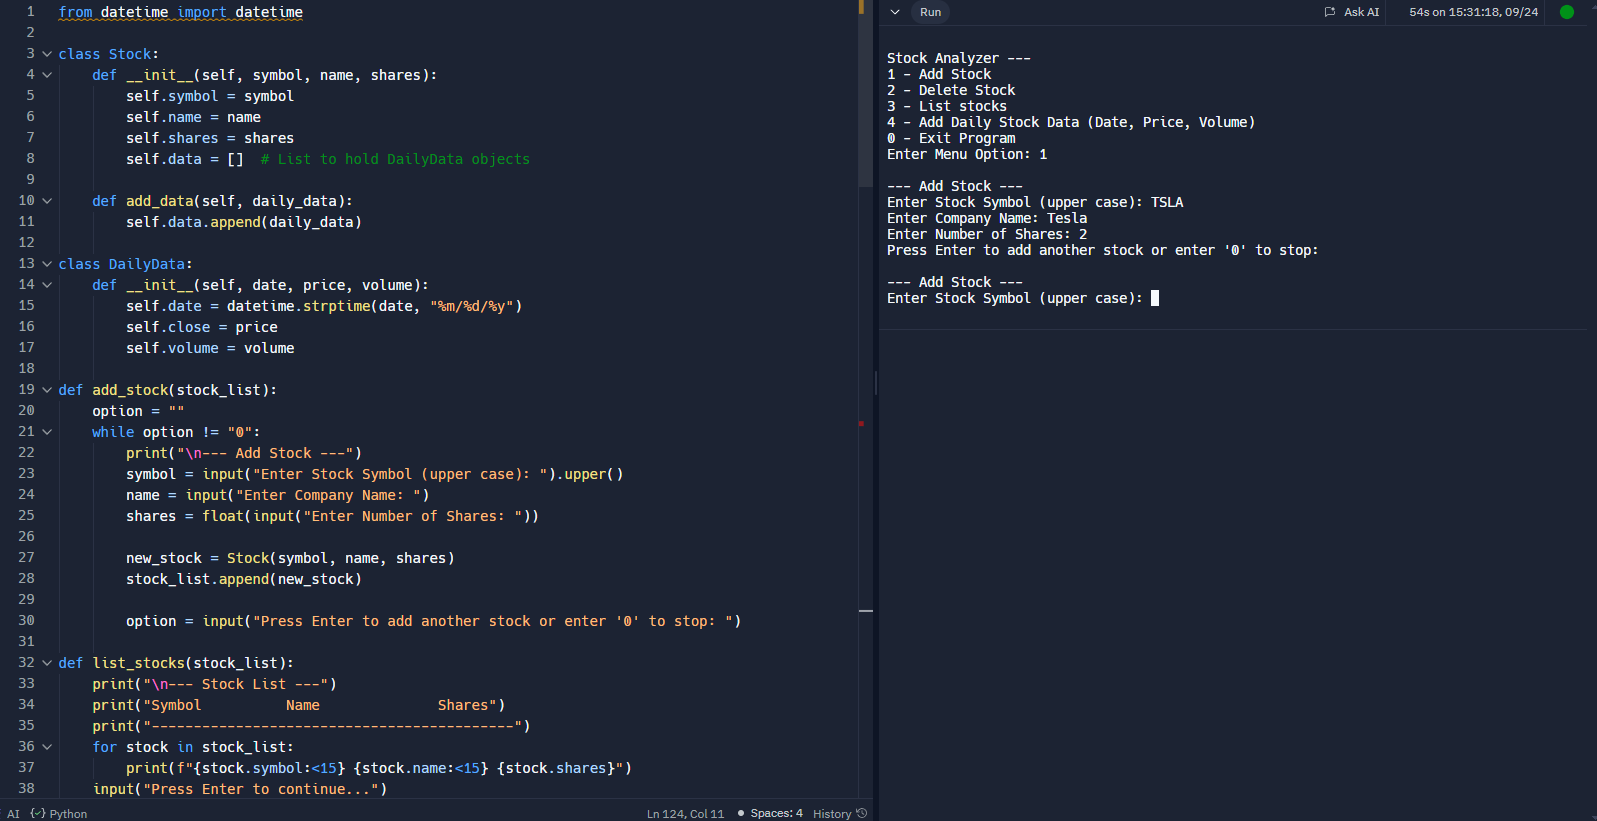 1 from datetime import datetime
2
3 class Stock:
4     def __init__(self, symbol, name, shares):
5         self.symbol = symbol
6         self.name = name
7         self.shares = shares
8         self.data = []  # List to hold DailyData objects
9
10     def add_data(self, daily_data):
11         self.data.append(daily_data)
12
13 class DailyData:
14     def __init__(self, date, price, volume):
15         self.date = datetime.strptime(date, "%m/%d/%y")
16         self.close = price
17         self.volume = volume
18
19 def add_stock(stock_list):
20     option = ""
21     while option != "0":
22         print("\n--- Add Stock ---")
23         symbol = input("Enter Stock Symbol (upper case): ").upper()
24         name = input("Enter Company Name: ")
25         shares = float(input("Enter Number of Shares: "))
26
27         new_stock = Stock(symbol, name, shares)
28         stock_list.append(new_stock)
29
30         option = input("Press Enter to add another stock or enter '0' to stop: ")
31
32 def list_stocks(stock_list):
33     print("\n--- Stock List ---")
34     print("Symbol          Name              Shares")
35     print("-------------------------------------------")
36     for stock in stock_list:
37         print(f"{stock.symbol:<15} {stock.name:<15} {stock.shares}")
38     input("Press Enter to continue...")
AI Python Ln 124, Col 11 Spaces: 4 History
Run Ask AI 54s on 15:31:18, 09/24
Stock Analyzer ---
1 - Add Stock
2 - Delete Stock
3 - List stocks
4 - Add Daily Stock Data (Date, Price, Volume)
0 - Exit Program
Enter Menu Option: 1
--- Add Stock ---
Enter Stock Symbol (upper case): TSLA
Enter Company Name: Tesla
Enter Number of Shares: 2
Press Enter to add another stock or enter '0' to stop:
--- Add Stock ---
Enter Stock Symbol (upper case):